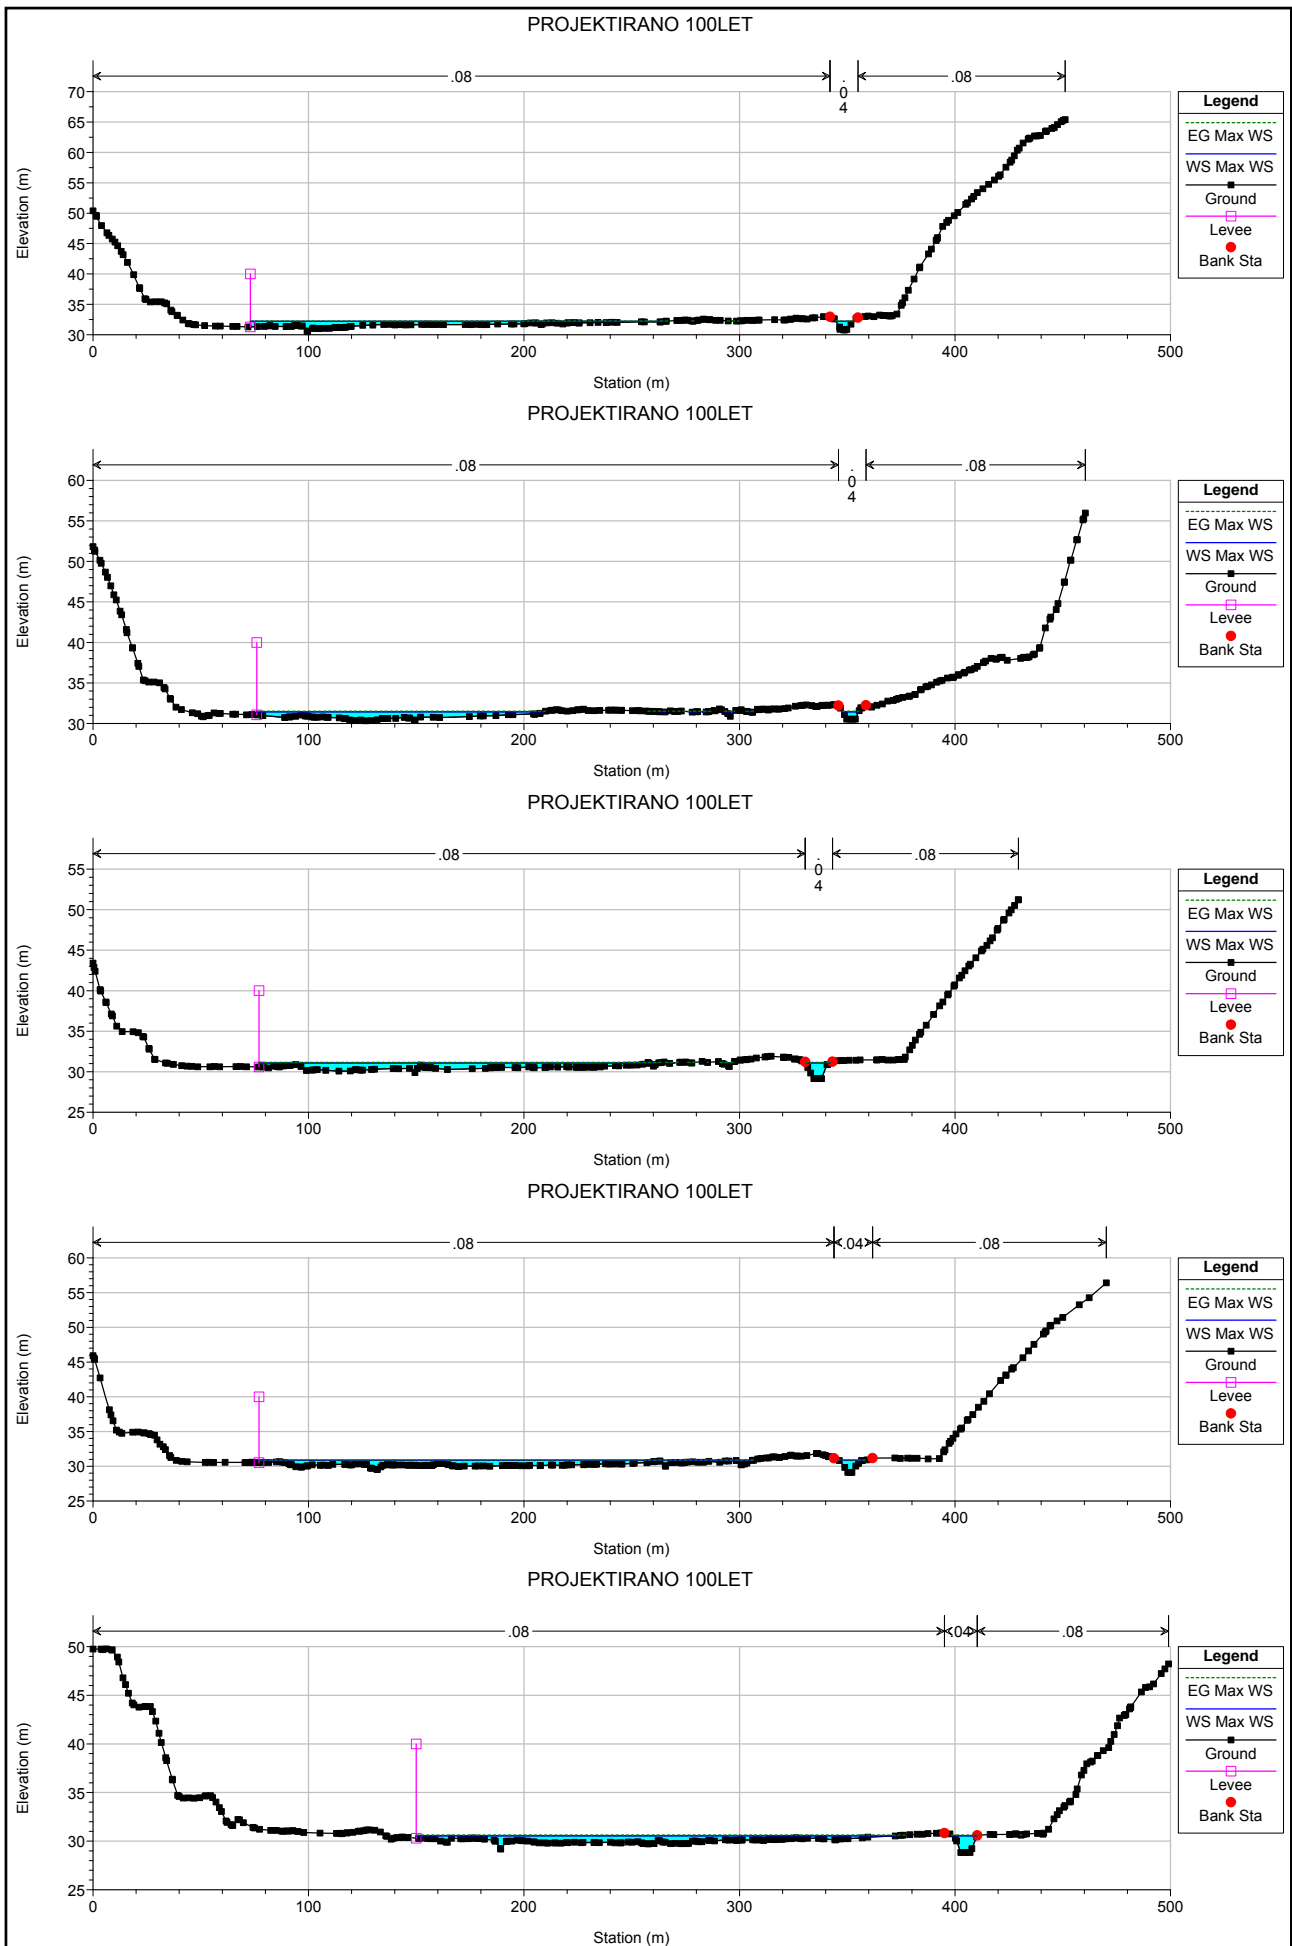 PROJEKTIRANO 100LET
.08
.04
.08
70
65
60
55
50
45
40
35
30
0
100
200
300
400
500
Elevation (m)
Station (m)
Legend
EG Max WS
WS Max WS
Ground
Levee
Bank Sta
PROJEKTIRANO 100LET
.08
.04
.08
60
55
50
45
40
35
30
0
100
200
300
400
500
Elevation (m)
Station (m)
Legend
EG Max WS
WS Max WS
Ground
Levee
Bank Sta
PROJEKTIRANO 100LET
.08
.04
.08
55
50
45
40
35
30
25
0
100
200
300
400
500
Elevation (m)
Station (m)
Legend
EG Max WS
WS Max WS
Ground
Levee
Bank Sta
PROJEKTIRANO 100LET
.08
.04
.08
60
55
50
45
40
35
30
25
0
100
200
300
400
500
Elevation (m)
Station (m)
Legend
EG Max WS
WS Max WS
Ground
Levee
Bank Sta
PROJEKTIRANO 100LET
.08
.04
.08
50
45
40
35
30
25
0
100
200
300
400
500
Elevation (m)
Station (m)
Legend
EG Max WS
WS Max WS
Ground
Levee
Bank Sta